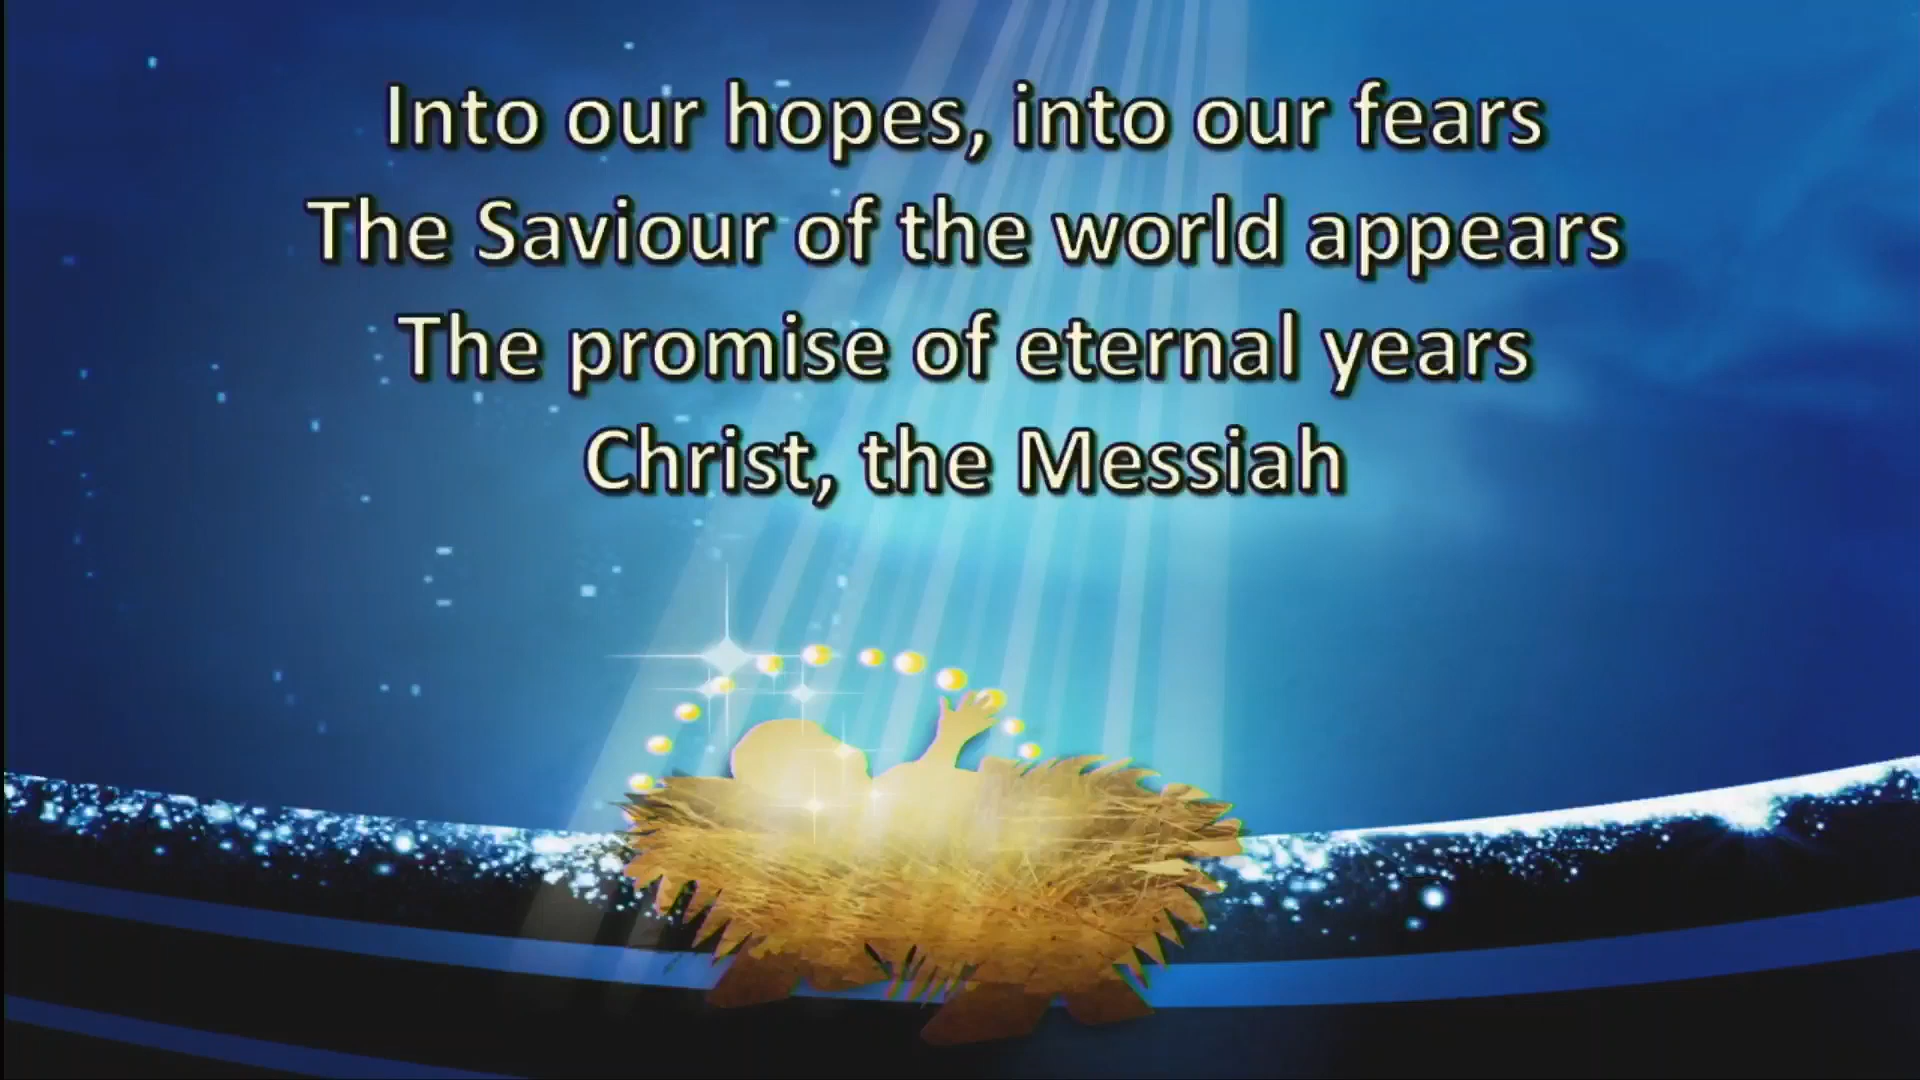 Into our hopes, into our fears
The Saviour of the world appears
The promise of eternal years
Christ, the Messiah